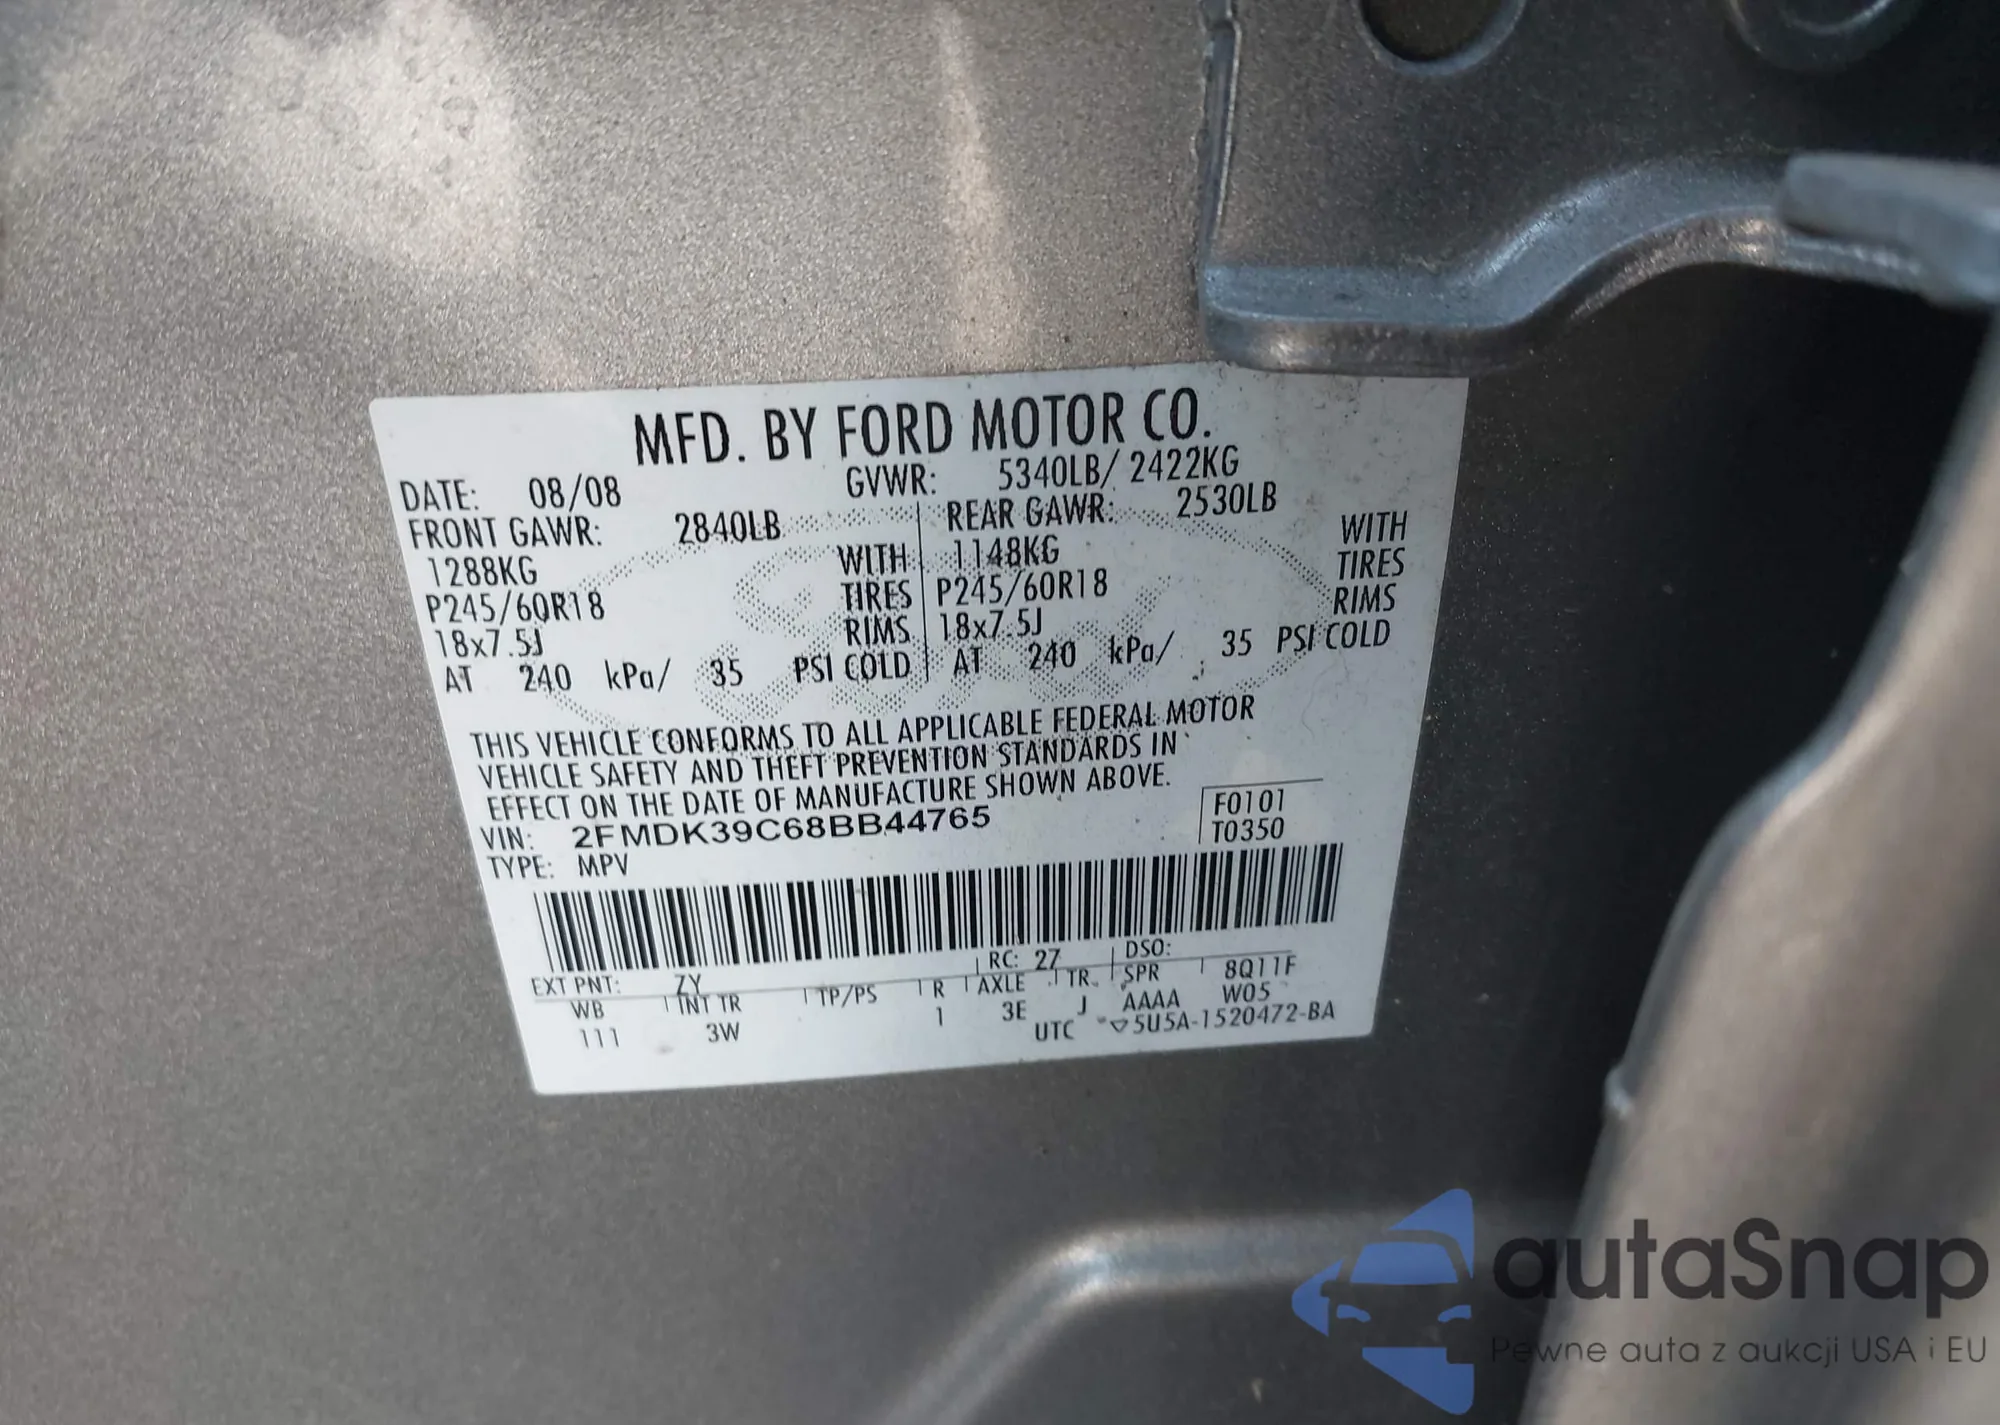 MFD. BY FORD MOTOR CO.
DATE: 08/08 GVWR: 5340LB/ 2422KG
FRONT GAWR: 2840LB REAR GAWR: 2530LB
1288KG WITH 1148KG WITH
P245/60R18 TIRES P245/60R18 TIRES
18x7.5J RIMS 18x7.5J RIMS
AT 240 kPa/ 35 PSI COLD AT 240 kPa/ 35 PSI COLD
THIS VEHICLE CONFORMS TO ALL APPLICABLE FEDERAL MOTOR
VEHICLE SAFETY AND THEFT PREVENTION STANDARDS IN
EFFECT ON THE DATE OF MANUFACTURE SHOWN ABOVE.
VIN: 2FMDK39C68BB44765 F0101
TYPE: MPV T0350
EXT PNT: ZY RC: 27 DSO:
WB INT TR TP/PS R AXLE TR SPR 8Q11F
111 3W 1 3E J AAAA W05
UTC ▽5U5A-1520472-BA
Ford
autaSnap
Pewne auta z aukcji USA i EU